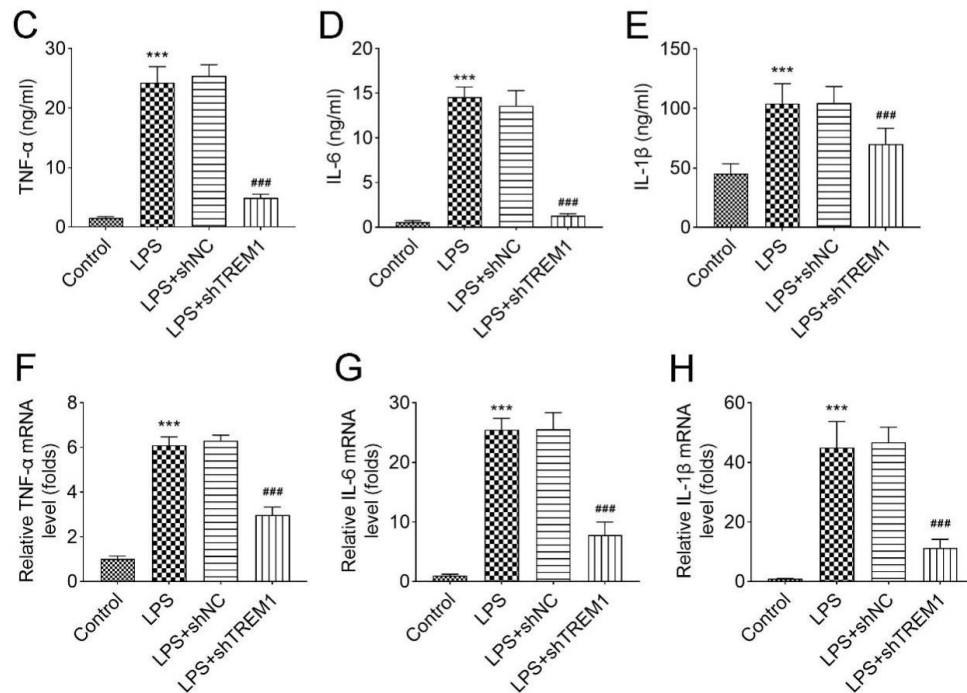 C
TNF-α (ng/ml)
30
20
10
0
***
###
Control
LPS
LPS+shNC
LPS+shTREM1
D
IL-6 (ng/ml)
20
15
10
5
0
***
###
Control
LPS
LPS+shNC
LPS+shTREM1
E
IL-1β (ng/ml)
150
100
50
0
***
###
Control
LPS
LPS+shNC
LPS+shTREM1
F
Relative TNF-α mRNA
level (folds)
8
6
4
2
0
***
###
Control
LPS
LPS+shNC
LPS+shTREM1
G
Relative IL-6 mRNA
level (folds)
30
20
10
0
***
###
Control
LPS
LPS+shNC
LPS+shTREM1
H
Relative IL-1β mRNA
level (folds)
60
40
20
0
***
###
Control
LPS
LPS+shNC
LPS+shTREM1